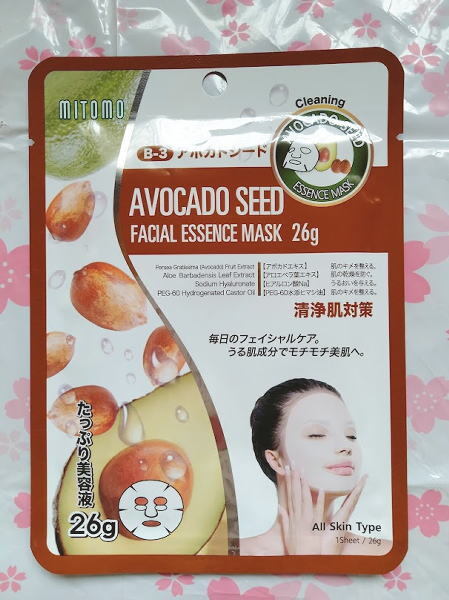 MITOMO
Cleaning
AVOCADO SEED
ESSENCE MASK
B-3 アボカドシード
AVOCADO SEED
FACIAL ESSENCE MASK 26g
Persea Gratissima (Avocado) Fruit Extract 【アボカドエキス】 肌のキメを整える。
Aloe Barbadensis Leaf Extract 【アロエベラ葉エキス】 肌の乾燥を防ぐ。
Sodium Hyaluronate 【ヒアルロン酸Na】 うるおいを与える。
PEG-60 Hydrogenated Castor Oil 【PEG-60水添ヒマシ油】 肌のキメを整える。
清浄肌対策
毎日のフェイシャルケア。
うる肌成分でモチモチ美肌へ。
たっぷり美容液
26g
All Skin Type
1Sheet / 26g